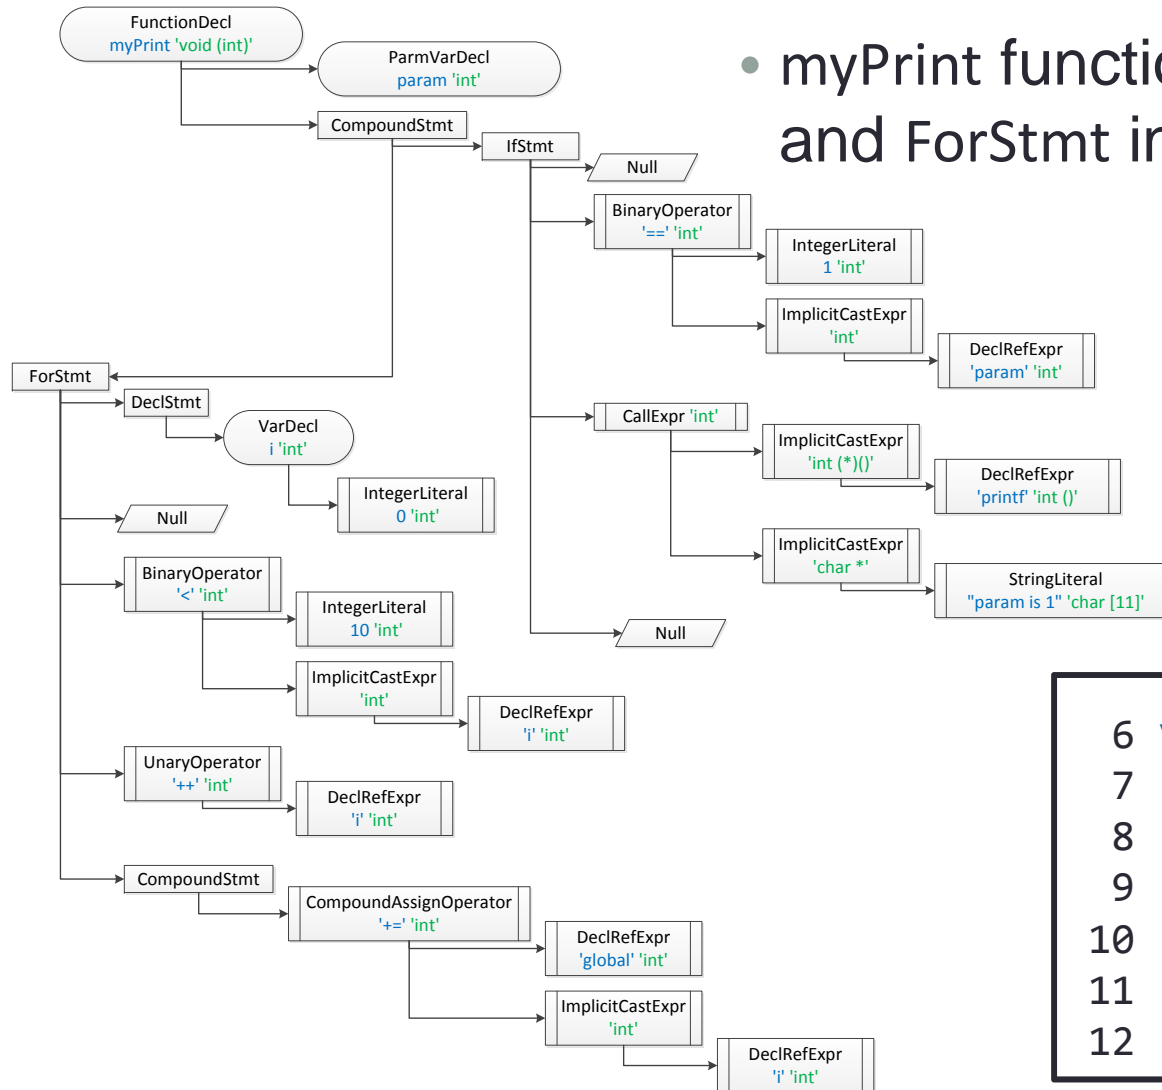 FunctionDecl
myPrint 'void (int)'
ParmVarDecl
param 'int'
CompoundStmt
IfStmt
Null
BinaryOperator
'==' 'int'
IntegerLiteral
1 'int'
ImplicitCastExpr
'int'
DeclRefExpr
'param' 'int'
CallExpr 'int'
ImplicitCastExpr
'int (*)()'
DeclRefExpr
'printf' 'int ()'
ImplicitCastExpr
'char *'
StringLiteral
"param is 1" 'char [11]'
Null
ForStmt
DeclStmt
VarDecl
i 'int'
IntegerLiteral
0 'int'
Null
BinaryOperator
'<' 'int'
IntegerLiteral
10 'int'
ImplicitCastExpr
'int'
DeclRefExpr
'i' 'int'
UnaryOperator
'++' 'int'
DeclRefExpr
'i' 'int'
CompoundStmt
CompoundAssignOperator
'+=' 'int'
DeclRefExpr
'global' 'int'
ImplicitCastExpr
'int'
DeclRefExpr
'i' 'int'
• myPrint
and ForStmt
6
7
8
9
10
11
12